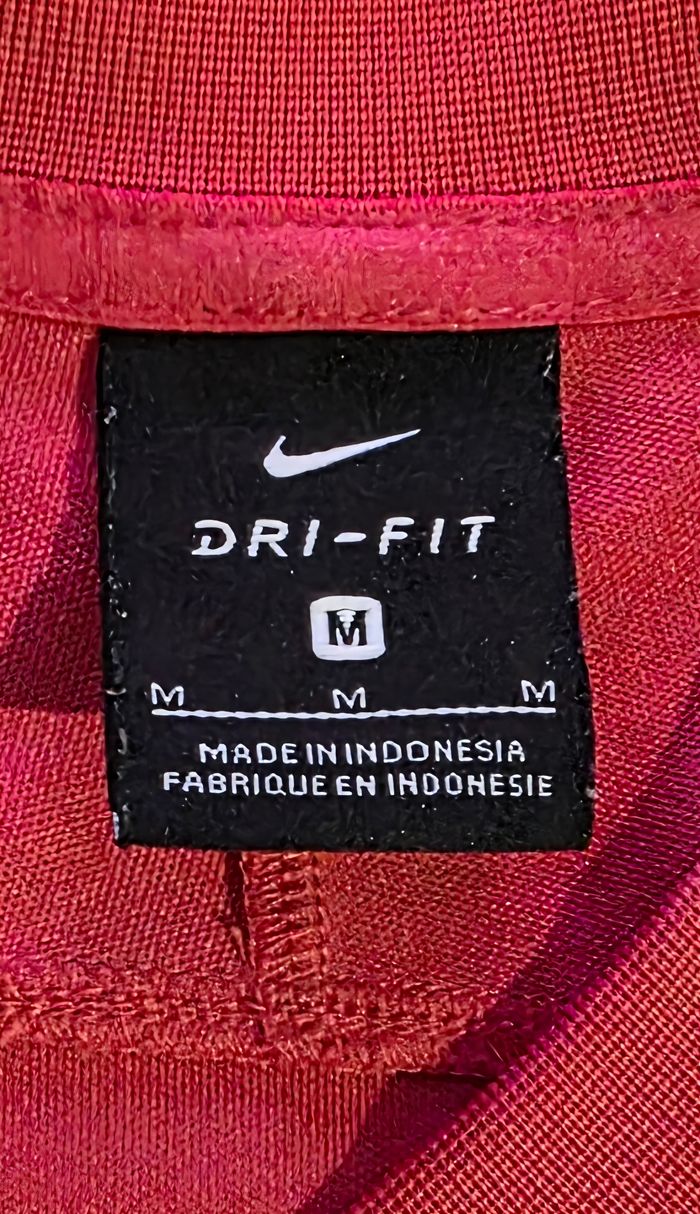 DRI-FIT
M
M M M
MADE IN INDONESIA
FABRIQUE EN INDONESIE